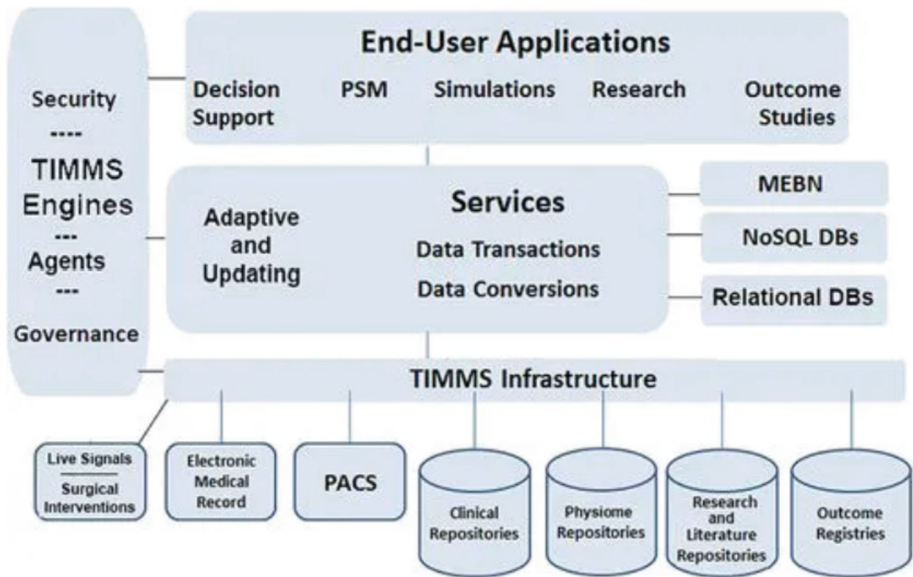 End-User Applications
Decision
Support
PSM
Simulations
Research
Outcome
Studies
Security
----
TIMMS
Engines
---
Agents
---
Governance
Adaptive
and
Updating
Services
Data Transactions
Data Conversions
MEBN
NoSQL DBs
Relational DBs
TIMMS Infrastructure
Live Signals
Surgical
Interventions
Electronic
Medical
Record
PACS
Clinical
Repositories
Physiome
Repositories
Research
and
Literature
Repositories
Outcome
Registries